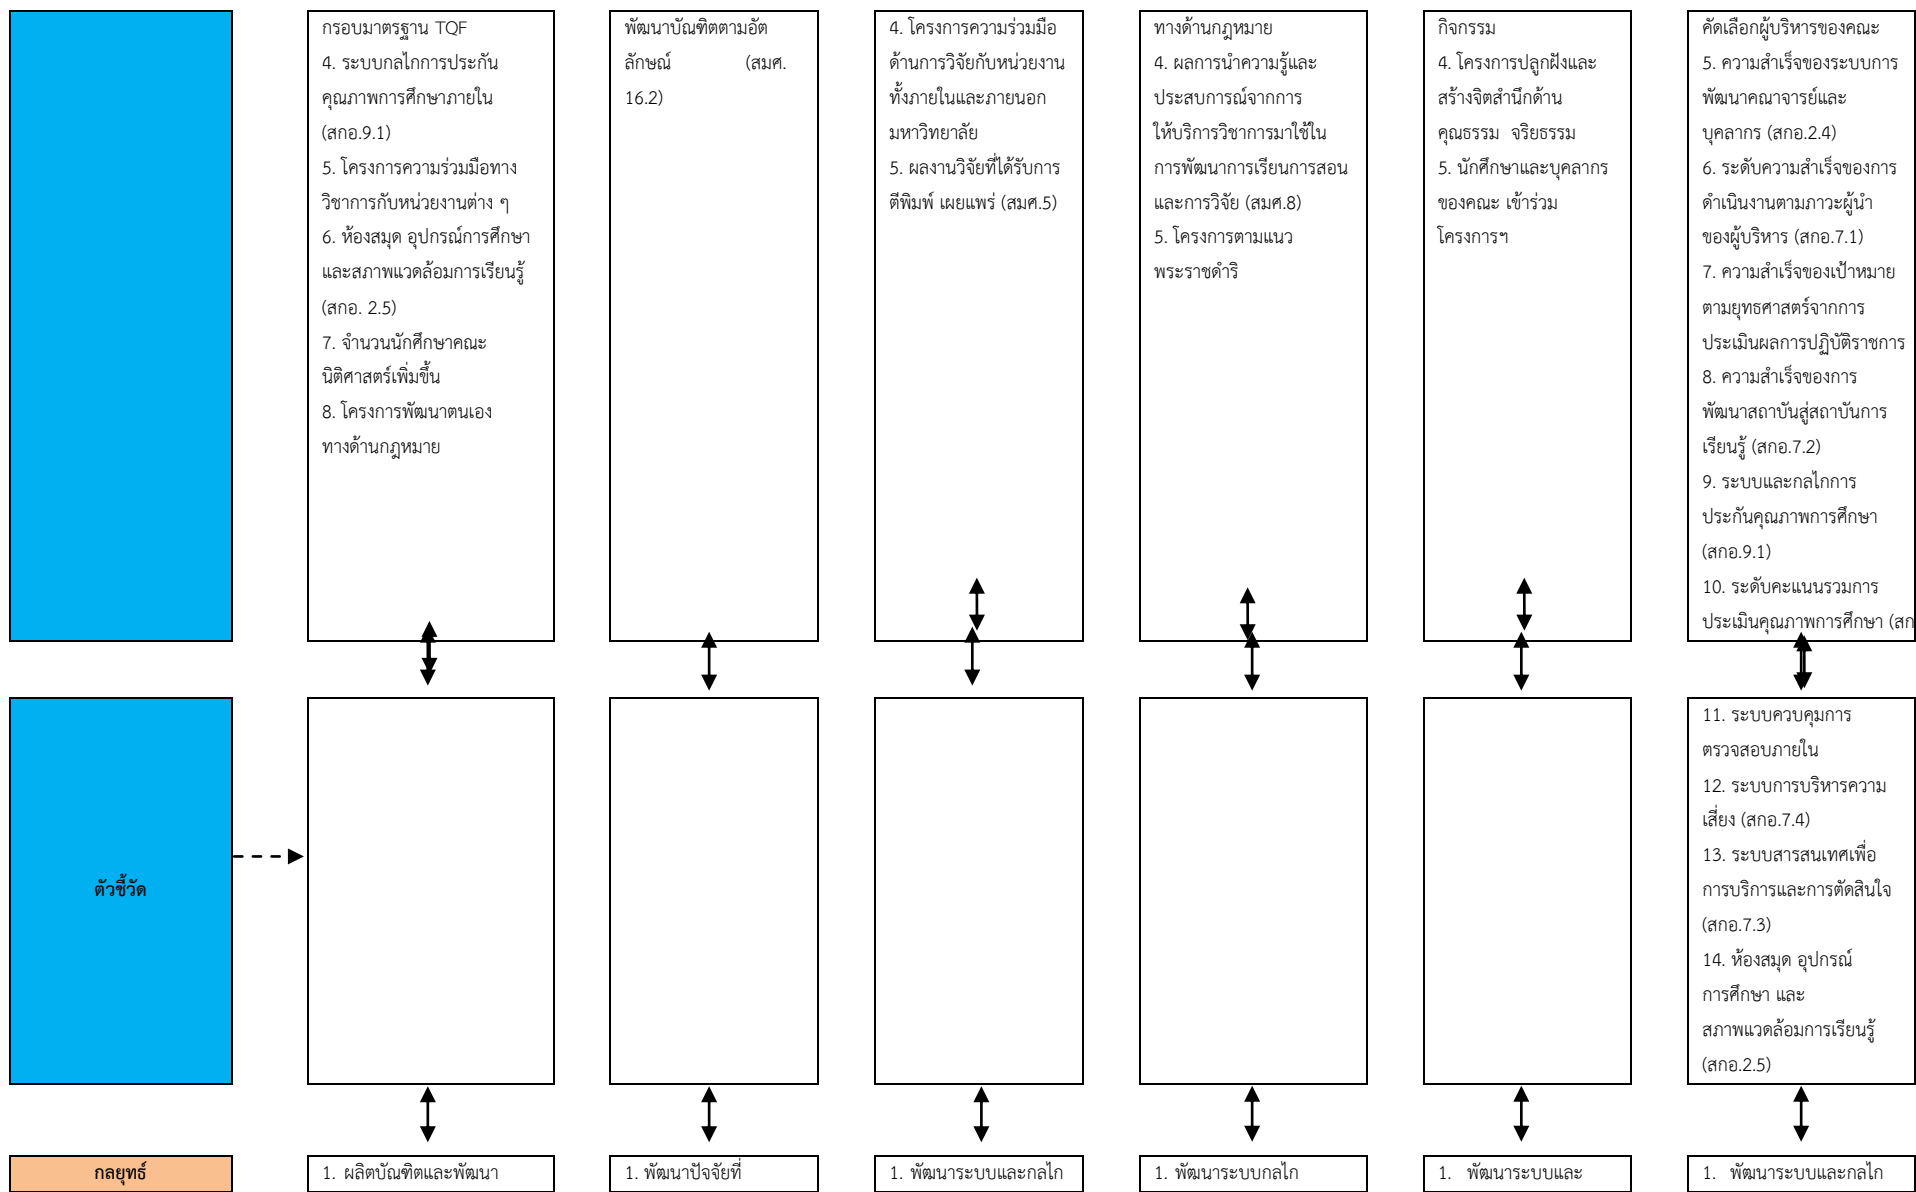 กรอบมาตรฐาน TQF
4. ระบบกลไกการประกัน
คุณภาพการศึกษาภายใน
(สกอ.9.1)
5. โครงการความร่วมมือทาง
วิชาการกับหน่วยงานต่าง ๆ
6. ห้องสมุด อุปกรณ์การศึกษา
และสภาพแวดล้อมการเรียนรู้
(สกอ. 2.5)
7. จำนวนนักศึกษาคณะ
นิติศาสตร์เพิ่มขึ้น
8. โครงการพัฒนาตนเอง
ทางด้านกฎหมาย
พัฒนาบัณฑิตตามอัต
ลักษณ์ (สมศ.
16.2)
4. โครงการความร่วมมือ
ด้านการวิจัยกับหน่วยงาน
ทั้งภายในและภายนอก
มหาวิทยาลัย
5. ผลงานวิจัยที่ได้รับการ
ตีพิมพ์ เผยแพร่ (สมศ.5)
ทางด้านกฎหมาย
4. ผลการนำความรู้และ
ประสบการณ์จากการ
ให้บริการวิชาการมาใช้ใน
การพัฒนาการเรียนการสอน
และการวิจัย (สมศ.8)
5. โครงการตามแนว
พระราชดำริ
กิจกรรม
4. โครงการปลูกฝังและ
สร้างจิตสำนึกด้าน
คุณธรรม จริยธรรม
5. นักศึกษาและบุคลากร
ของคณะ เข้าร่วม
โครงการฯ
คัดเลือกผู้บริหารของคณะ
5. ความสำเร็จของระบบการ
พัฒนาคณาจารย์และ
บุคลากร (สกอ.2.4)
6. ระดับความสำเร็จของการ
ดำเนินงานตามภาวะผู้นำ
ของผู้บริหาร (สกอ.7.1)
7. ความสำเร็จของเป้าหมาย
ตามยุทธศาสตร์จากการ
ประเมินผลการปฏิบัติราชการ
8. ความสำเร็จของการ
พัฒนาสถาบันสู่สถาบันการ
เรียนรู้ (สกอ.7.2)
9. ระบบและกลไกการ
ประกันคุณภาพการศึกษา
(สกอ.9.1)
10. ระดับคะแนนรวมการ
ประเมินคุณภาพการศึกษา (สก
ตัวชี้วัด
11. ระบบควบคุมการ
ตรวจสอบภายใน
12. ระบบการบริหารความ
เสี่ยง (สกอ.7.4)
13. ระบบสารสนเทศเพื่อ
การบริการและการตัดสินใจ
(สกอ.7.3)
14. ห้องสมุด อุปกรณ์
การศึกษา และ
สภาพแวดล้อมการเรียนรู้
(สกอ.2.5)
กลยุทธ์
1. ผลิตบัณฑิตและพัฒนา
1. พัฒนาปัจจัยที่
1. พัฒนาระบบและกลไก
1. พัฒนาระบบกลไก
1. พัฒนาระบบและ
1. พัฒนาระบบและกลไก